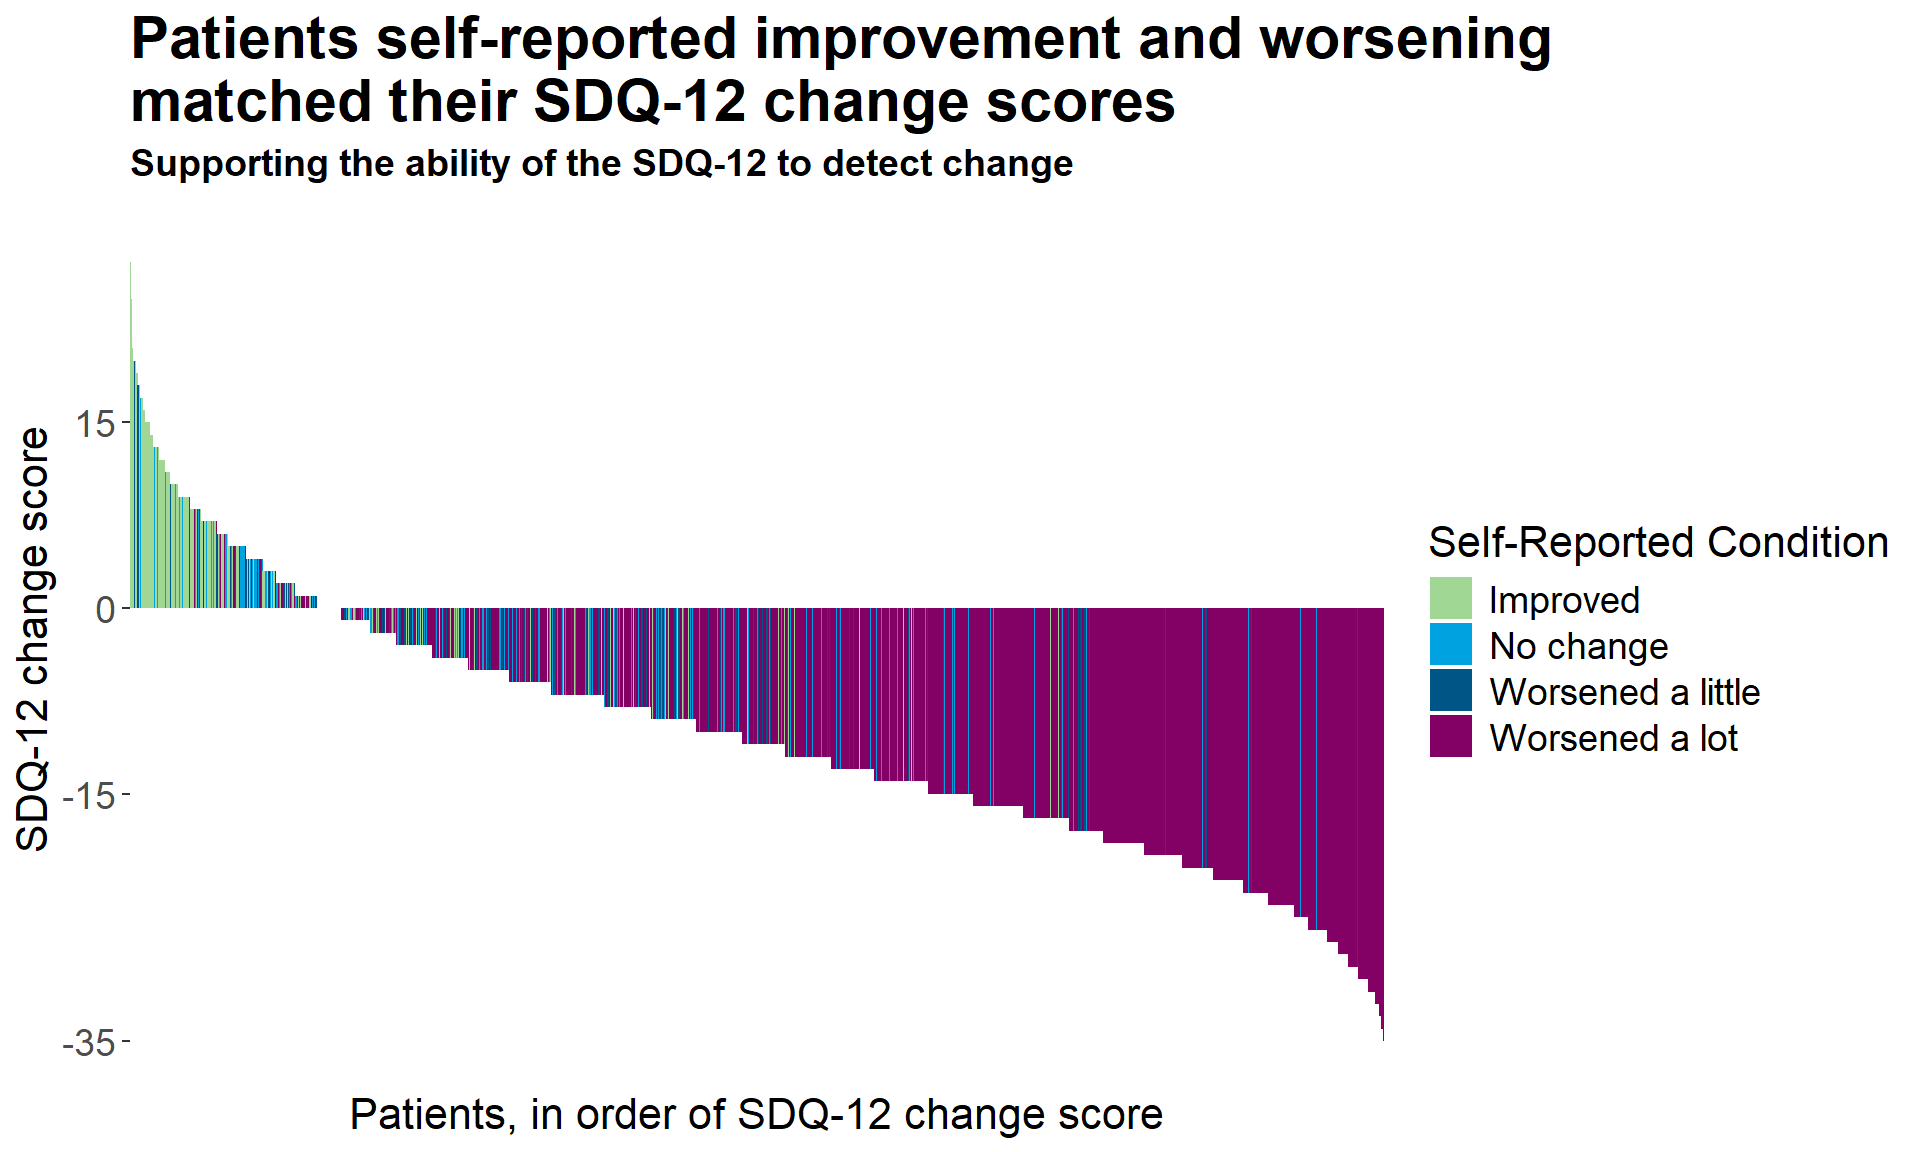 Patients self-reported improvement and worsening
matched their SDQ-12 change scores
Supporting the ability of the SDQ-12 to detect change
SDQ-12 change score
15
0
-15
-35
Patients, in order of SDQ-12 change score
Self-Reported Condition
Improved
No change
Worsened a little
Worsened a lot